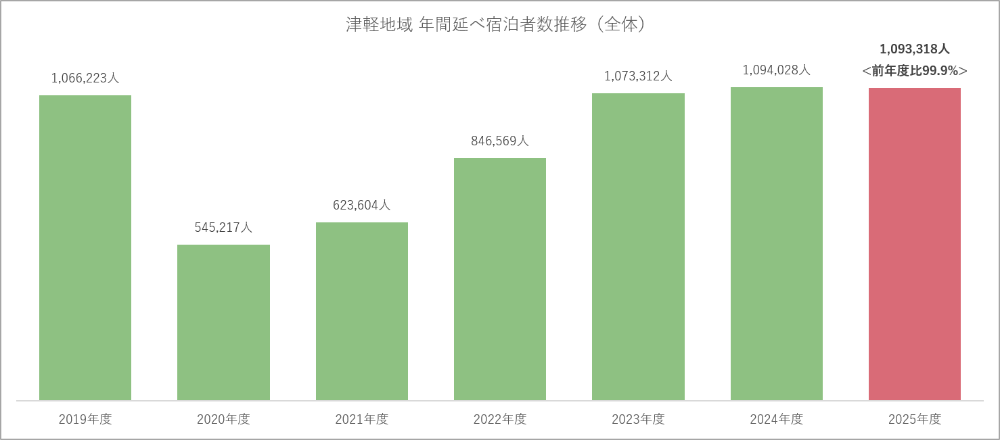 津軽地域 年間延べ宿泊者数推移（全体）
1,066,223人
545,217人
623,604人
846,569人
1,073,312人
1,094,028人
1,093,318人
<前年度比99.9%>
2019年度
2020年度
2021年度
2022年度
2023年度
2024年度
2025年度